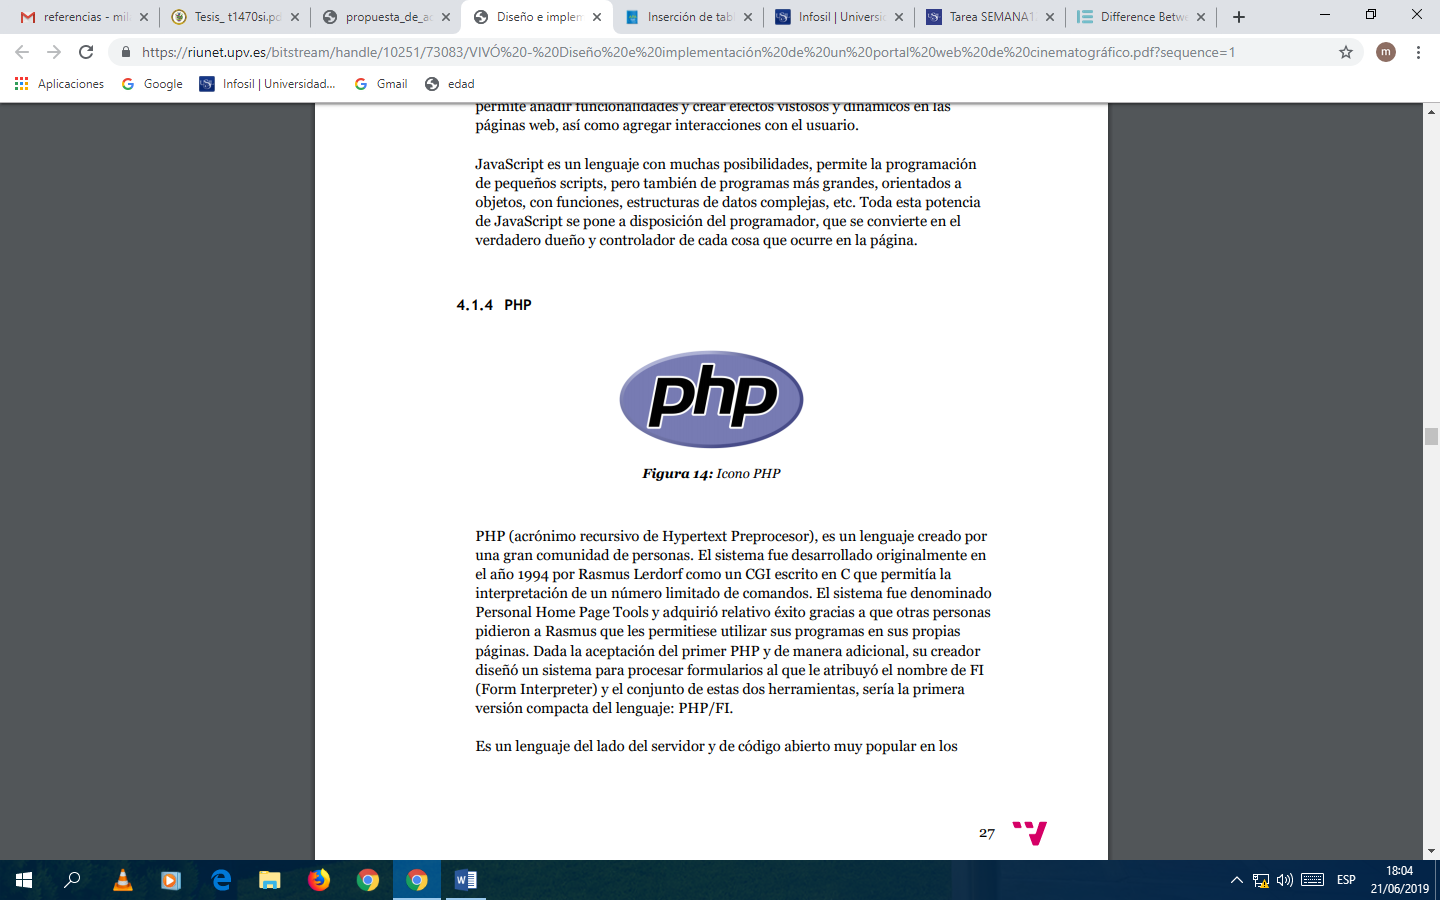 referencias - mil
Tesis_ t1470si.pd
propuesta_de_ac
Diseño e implem
Inserción de tabl
Infosil | Universid
Tarea SEMANA12
Difference Betwe
https://riunet.upv.es/bitstream/handle/10251/73083/VIVÓ%20-%20Diseño%20e%20implementación%20de%20un%20portal%20web%20de%20cinematográfico.pdf?sequence=1
m
Aplicaciones
Google
Infosil | Universidad...
Gmail
edad
permite añadir funcionalidades y crear efectos vistosos y dinámicos en las
páginas web, así como agregar interacciones con el usuario.
JavaScript es un lenguaje con muchas posibilidades, permite la programación
de pequeños scripts, pero también de programas más grandes, orientados a
objetos, con funciones, estructuras de datos complejas, etc. Toda esta potencia
de JavaScript se pone a disposición del programador, que se convierte en el
verdadero dueño y controlador de cada cosa que ocurre en la página.
4.1.4 PHP
php
Figura 14: Icono PHP
PHP (acrónimo recursivo de Hypertext Preprocesor), es un lenguaje creado por
una gran comunidad de personas. El sistema fue desarrollado originalmente en
el año 1994 por Rasmus Lerdorf como un CGI escrito en C que permitía la
interpretación de un número limitado de comandos. El sistema fue denominado
Personal Home Page Tools y adquirió relativo éxito gracias a que otras personas
pidieron a Rasmus que les permitiese utilizar sus programas en sus propias
páginas. Dada la aceptación del primer PHP y de manera adicional, su creador
diseñó un sistema para procesar formularios al que le atribuyó el nombre de FI
(Form Interpreter) y el conjunto de estas dos herramientas, sería la primera
versión compacta del lenguaje: PHP/FI.
Es un lenguaje del lado del servidor y de código abierto muy popular en los
27
ESP
18:04
21/06/2019